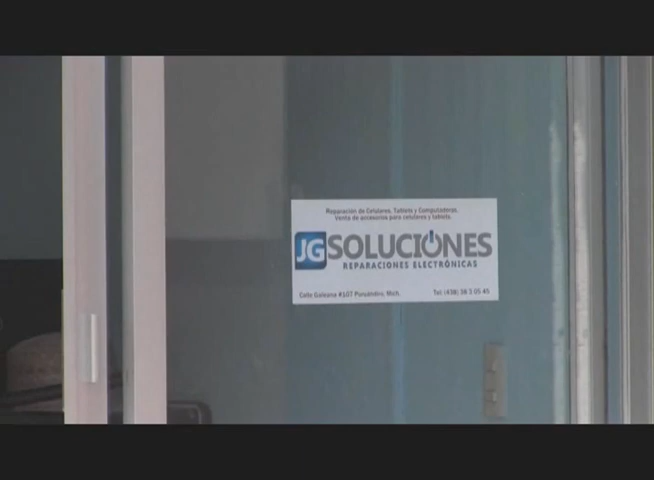 Reparación de Celulares, Tablets y Computadoras.
Venta de accesorios para celulares y tablets.
JG SOLUCIONES
REPARACIONES ELECTRÓNICAS
Calle Galeana #107 Puruándiro, Mich. Tel: (438) 38 3 05 45